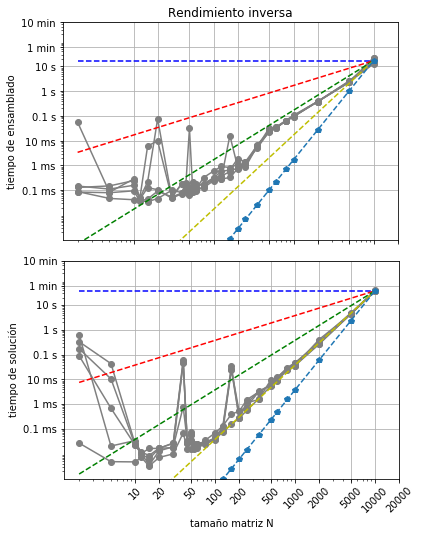 Rendimiento inversa
10 min
1 min
10 s
1 s
0.1 s
10 ms
1 ms
0.1 ms
tiempo de ensamblado
10 min
1 min
10 s
1 s
0.1 s
10 ms
1 ms
0.1 ms
tiempo de solución
10 20 50 100 200 500 1000 2000 5000 10000 20000
tamaño matriz N